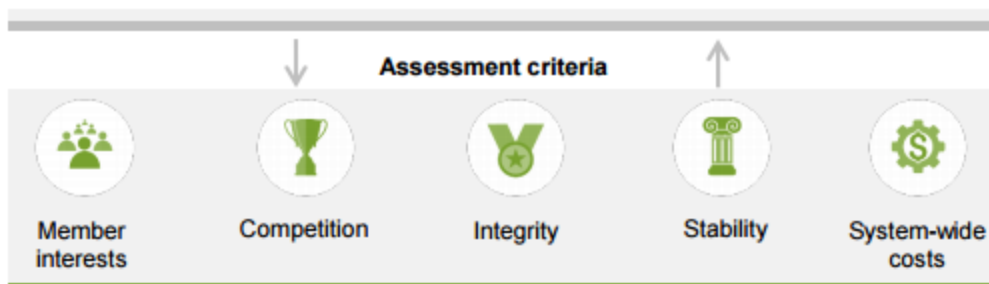 Assessment criteria
Member
interests
Competition
Integrity
Stability
System-wide
costs